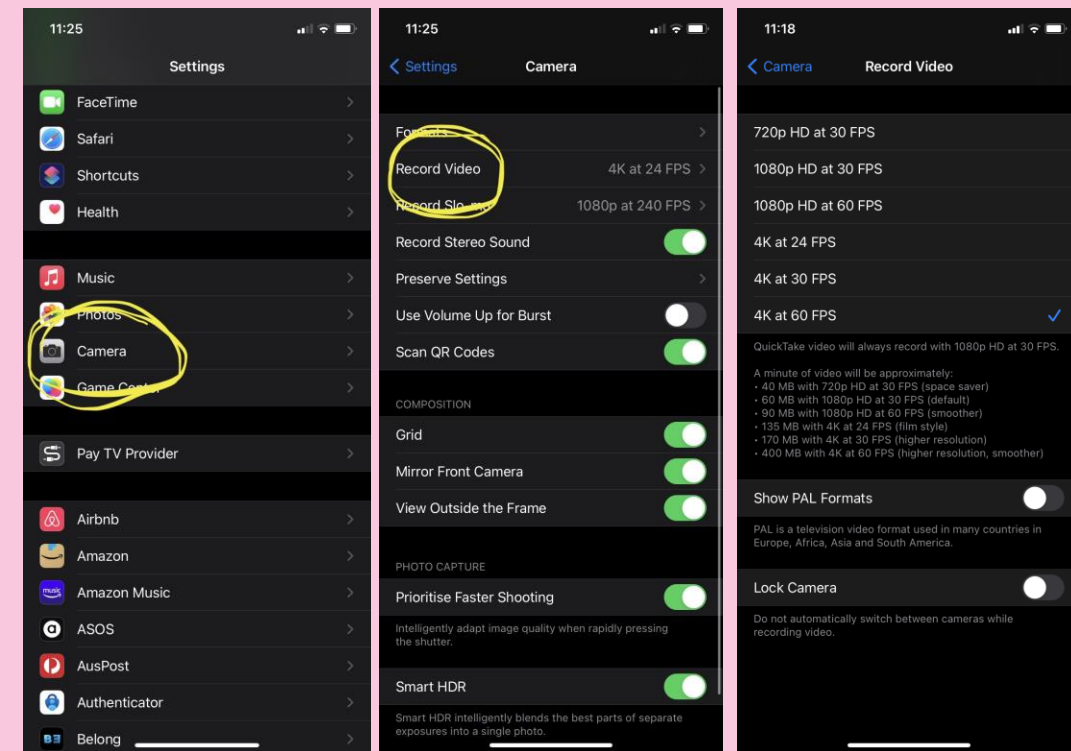 11:25
Settings
FaceTime
Safari
Shortcuts
Health
Music
Photos
Camera
Game Center
Pay TV Provider
Airbnb
Amazon
music
Amazon Music
a
ASOS
AusPost
Authenticator
Belong
11:25
Settings
Camera
Formats
Record Video
4K at 24 FPS
Record Slo-mo
1080p at 240 FPS
Record Stereo Sound
Preserve Settings
Use Volume Up for Burst
Scan QR Codes
COMPOSITION
Grid
Mirror Front Camera
View Outside the Frame
PHOTO CAPTURE
Prioritise Faster Shooting
Intelligently adapt image quality when rapidly pressing
the shutter.
Smart HDR
Smart HDR intelligently blends the best parts of separate
exposures into a single photo.
11:18
Camera
Record Video
720p HD at 30 FPS
1080p HD at 30 FPS
1080p HD at 60 FPS
4K at 24 FPS
4K at 30 FPS
4K at 60 FPS
QuickTake video will always record with 1080p HD at 30 FPS.
A minute of video will be approximately:
• 40 MB with 720p HD at 30 FPS (space saver)
• 60 MB with 1080p HD at 30 FPS (default)
• 90 MB with 1080p HD at 60 FPS (smoother)
• 135 MB with 4K at 24 FPS (film style)
• 170 MB with 4K at 30 FPS (higher resolution)
• 400 MB with 4K at 60 FPS (higher resolution, smoother)
Show PAL Formats
PAL is a television video format used in many countries in
Europe, Africa, Asia and South America.
Lock Camera
Do not automatically switch between cameras while
recording video.